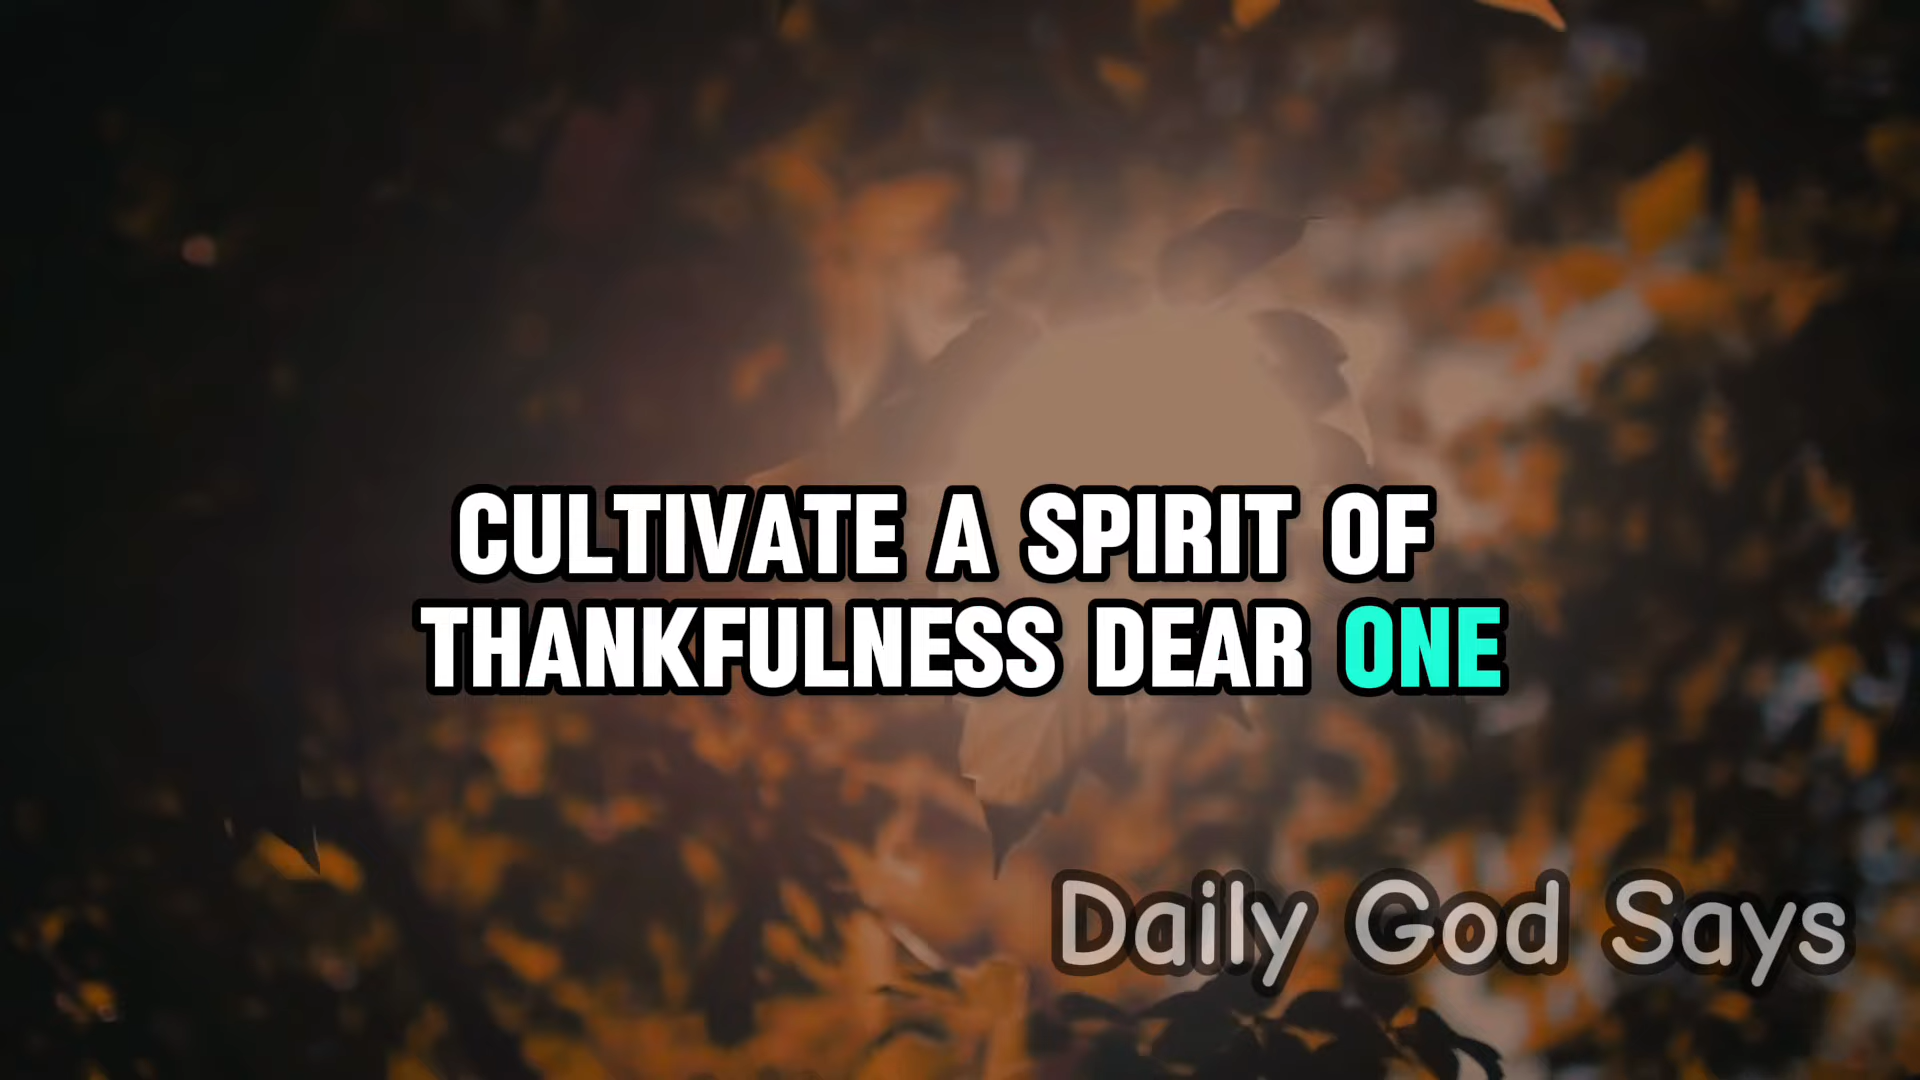 CULTIVATE A SPIRIT OF
THANKFULNESS DEAR ONE
Daily God Says